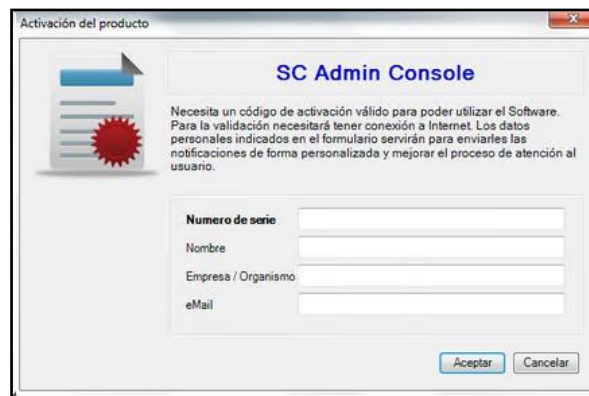 Activación del producto
SC Admin Console
Necesita un código de activación válido para poder utilizar el Software.
Para la validación necesitará tener conexión a Internet. Los datos
personales indicados en el formulario servirán para enviarles las
notificaciones de forma personalizada y mejorar el proceso de atención al
usuario.
Numero de serie
Nombre
Empresa / Organismo
eMail
Aceptar Cancelar